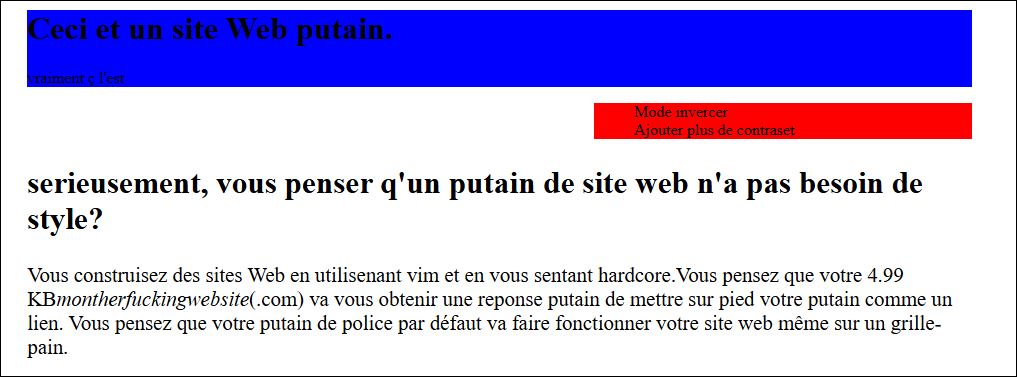 Ceci et un site Web putain.
vraiment ç l'est
Mode invercer
Ajouter plus de contraset
serieusement, vous penser q'un putain de site web n'a pas besoin de
style?
Vous construisez des sites Web en utilisenant vim et en vous sentant hardcore.Vous pensez que votre 4.99
KBmontherfuckingwebsite(.com) va vous obtenir une reponse putain de mettre sur pied votre putain comme un
lien. Vous pensez que votre putain de police par défaut va faire fonctionner votre site web même sur un grille-
pain.